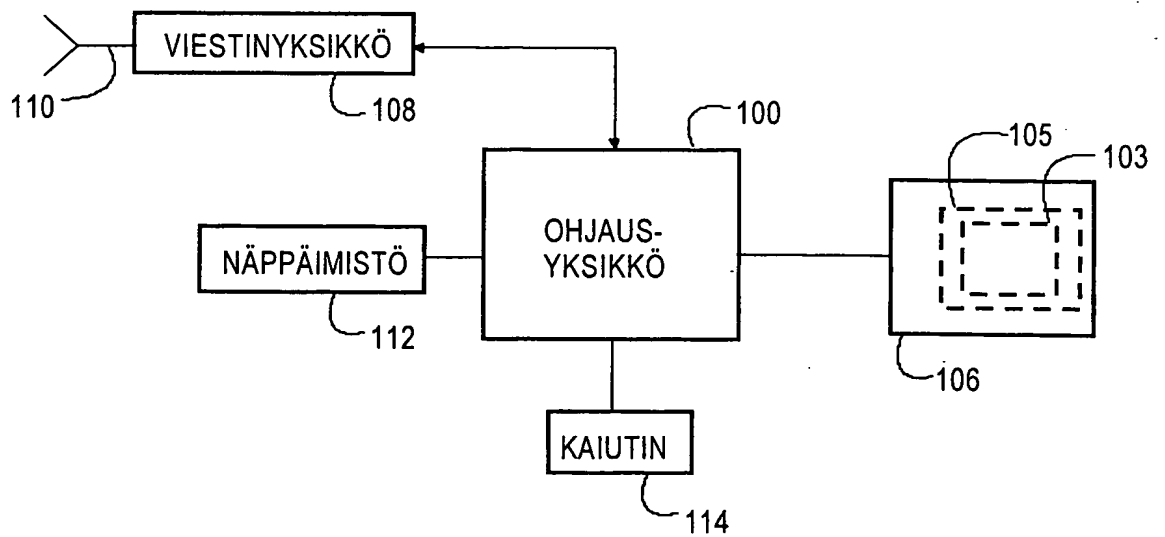 VIESTINYKSIKKÖ
110
108
100
105
103
OHJAUS-
YKSIKKÖ
NÄPPÄIMISTÖ
112
106
KAIUTIN
114